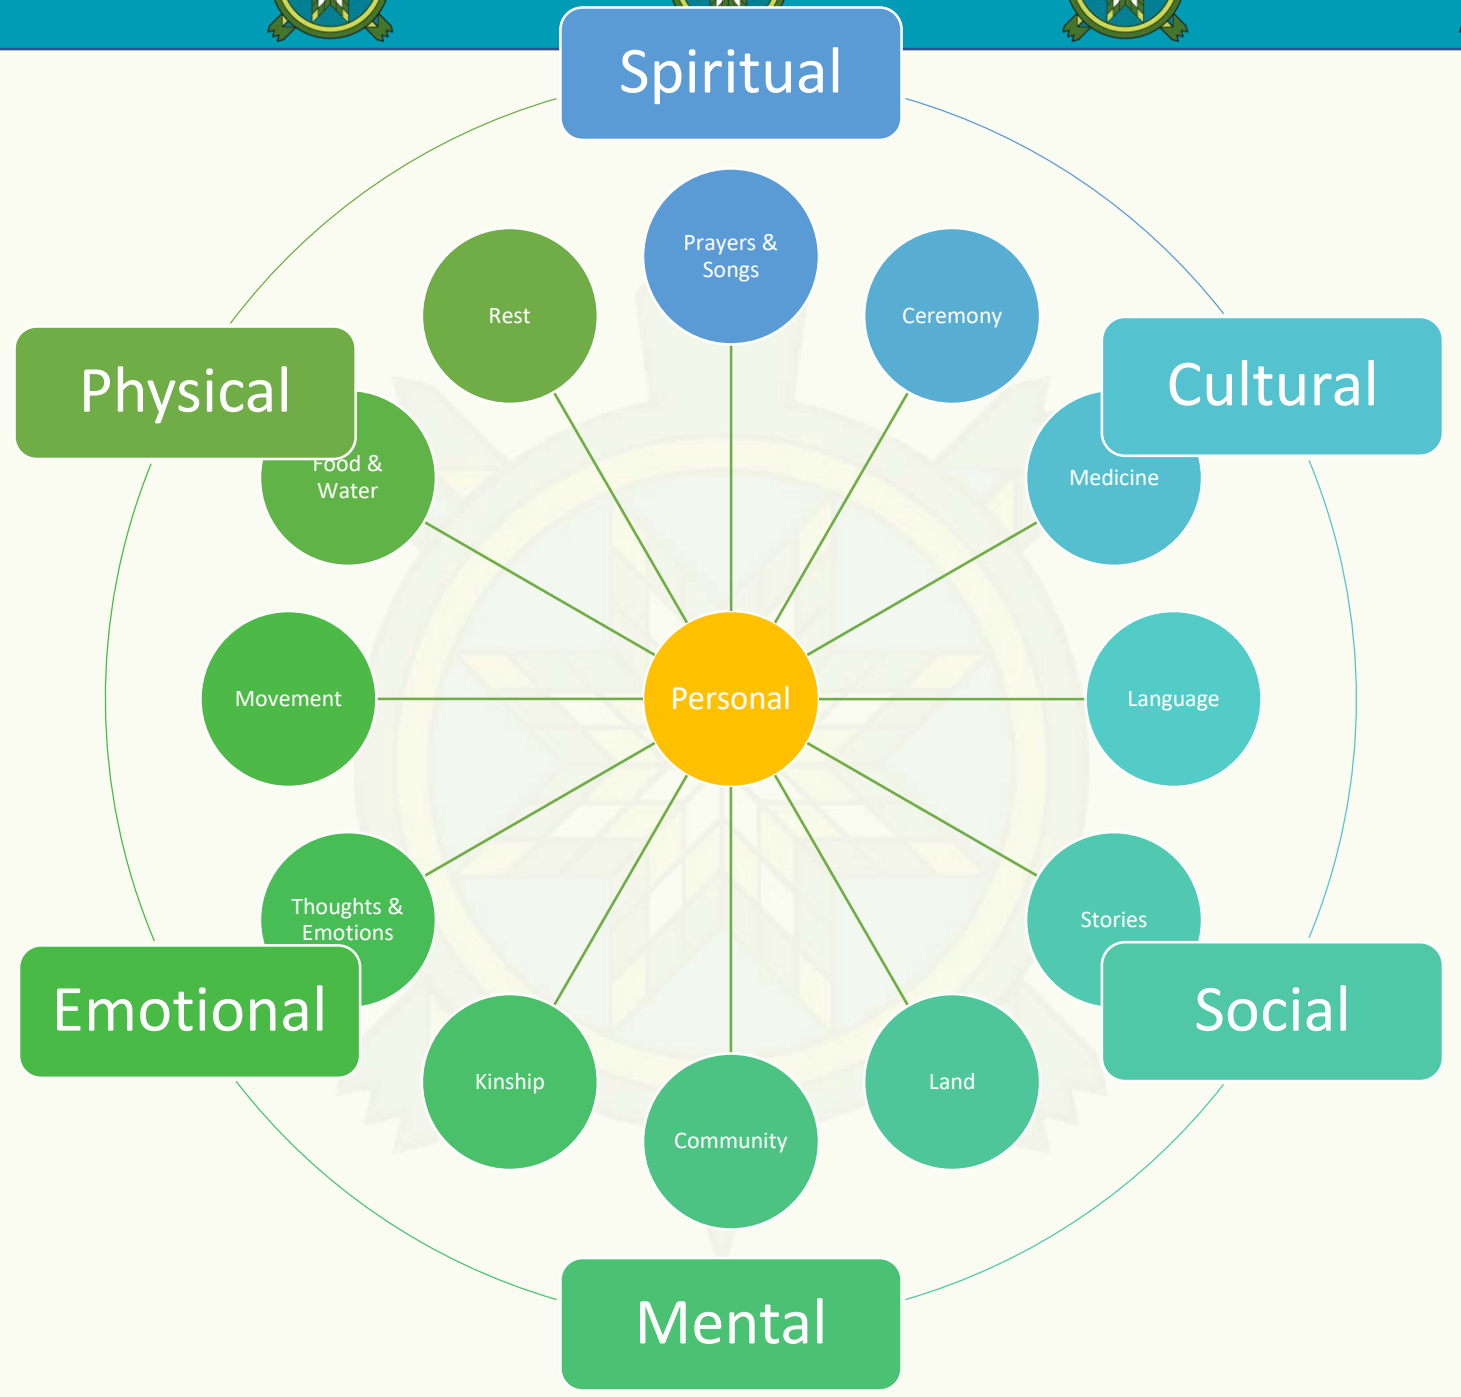 Spiritual
Prayers &
Songs
Rest
Ceremony
Physical
Cultural
Food &
Water
Medicine
Movement
Personal
Language
Thoughts &
Emotions
Stories
Emotional
Social
Kinship
Land
Community
Mental